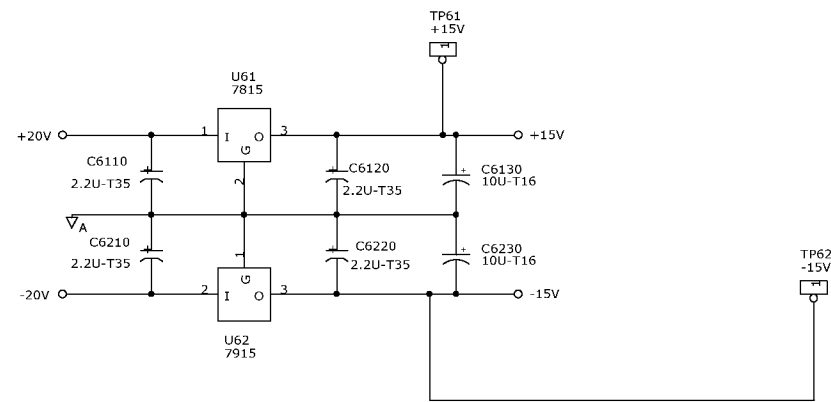 TP61
+15V
1
U61
7815
+20V
1
I
O
3
+15V
G
2
C6110
+
2.2U-T35
C6120
+
2.2U-T35
C6130
+
10U-T16
A
C6210
+
2.2U-T35
C6220
+
2.2U-T35
C6230
+
10U-T16
1
G
TP62
-15V
1
-20V
2
I
O
3
-15V
U62
7915